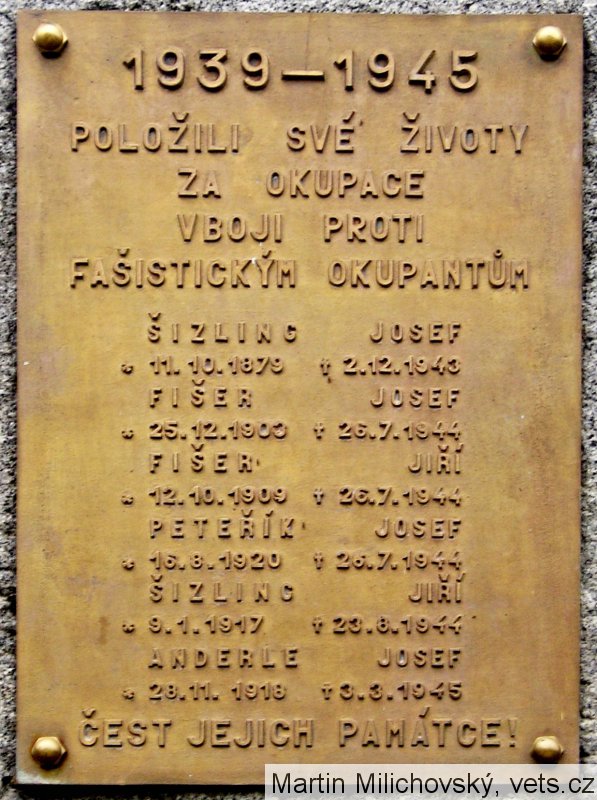 1939–1945
POLOŽILI SVÉ ŽIVOTY
ZA OKUPACE
VBOJI PROTI
FAŠISTICKÝM OKUPANTŮM
ŠIZLING JOSEF
* 11.10.1879 † 2.12.1943
FIŠER JOSEF
* 25.12.1903 † 26.7.1944
FIŠER JIŘÍ
* 12.10.1909 † 26.7.1944
PETEŘÍK JOSEF
* 16.8.1920 † 26.7.1944
ŠIZLING JIŘÍ
* 9.1.1917 † 23.8.1944
ANDERLE JOSEF
* 28.11.1918 † 3.3.1945
ČEST JEJICH PAMÁTCE!
Martin Milichovský, vets.cz